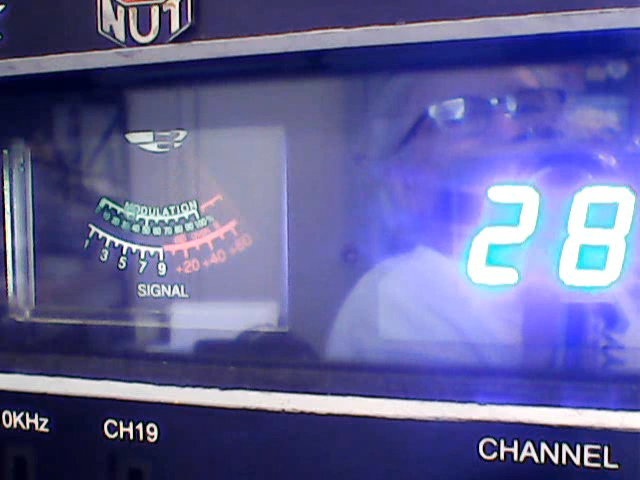 NU1
MODULATION
1 3 5 7 9 +20 +40 +60
SIGNAL
28
0KHz CH19
CHANNEL